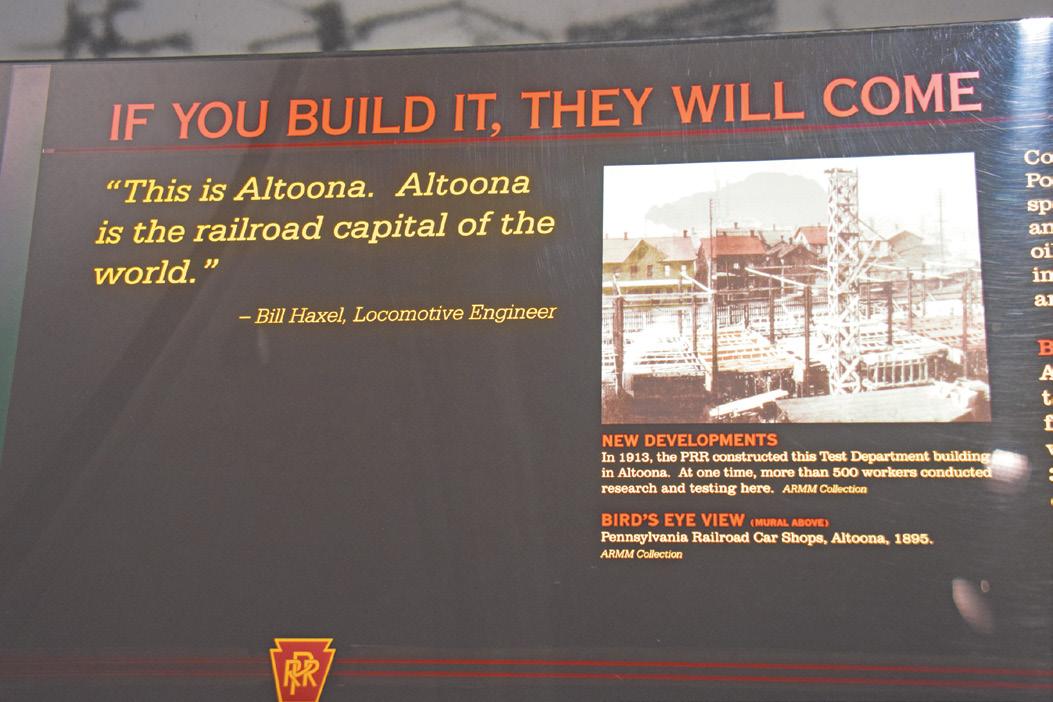 IF YOU BUILD IT, THEY WILL COME
“This is Altoona. Altoona
is the railroad capital of the
world.”
– Bill Haxel, Locomotive Engineer
NEW DEVELOPMENTS
In 1913, the PRR constructed this Test Department building
in Altoona. At one time, more than 500 workers conducted
research and testing here. ARMM Collection
BIRD'S EYE VIEW (MURAL ABOVE)
Pennsylvania Railroad Car Shops, Altoona, 1895.
ARMM Collection
PRR